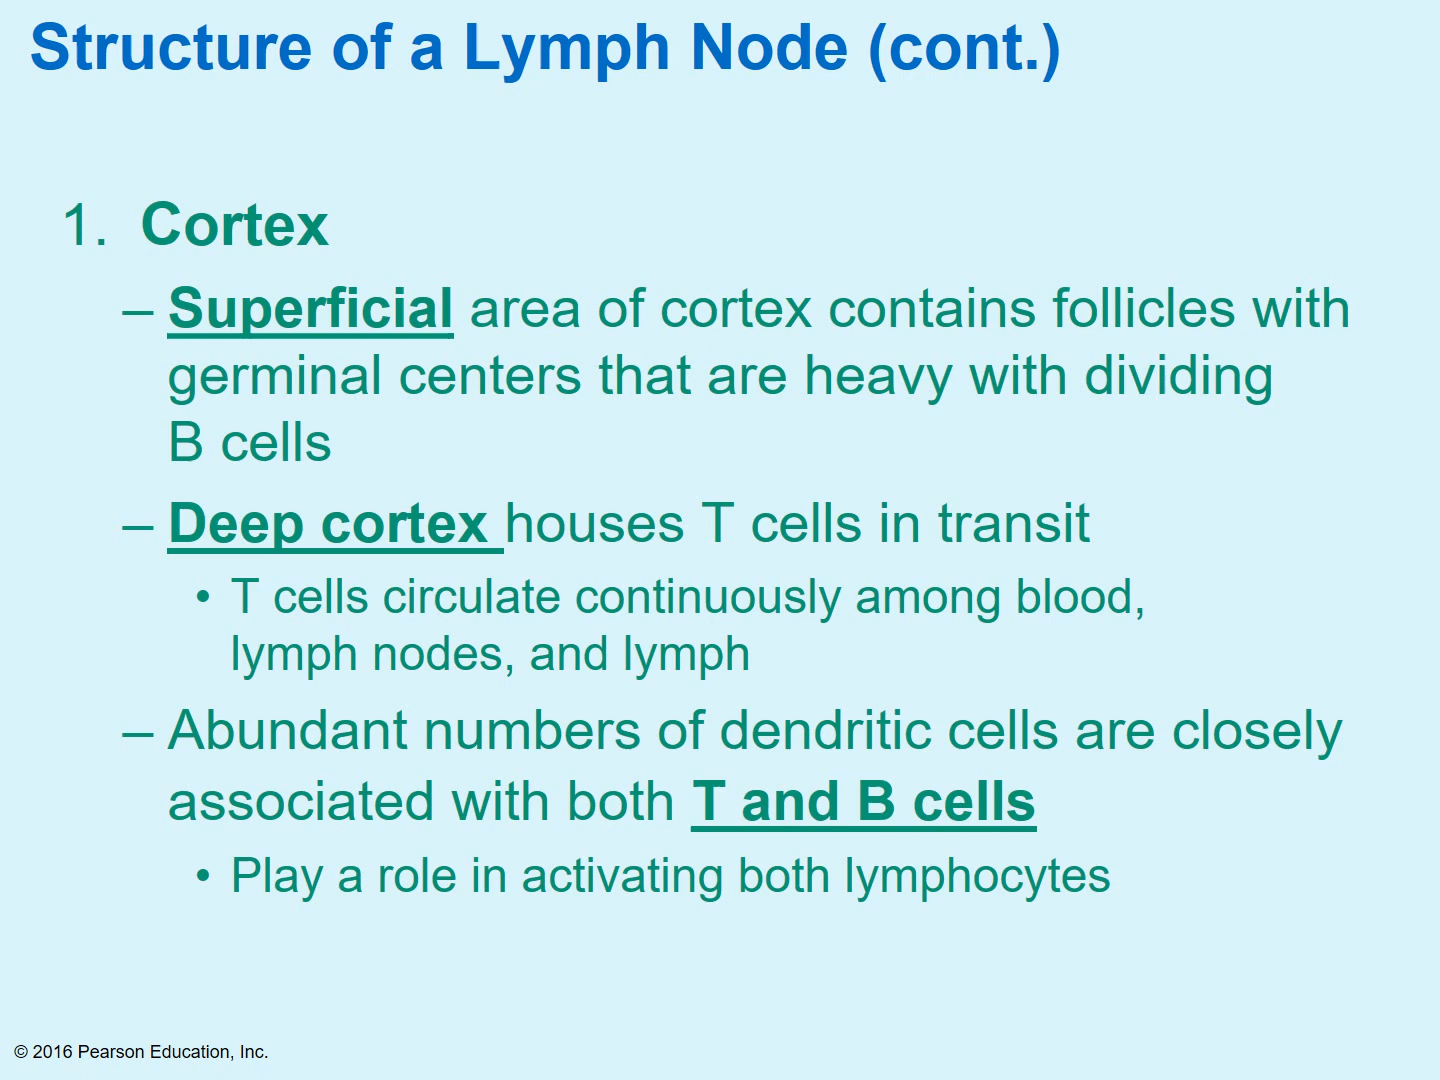 Structure of a Lymph Node (cont.)
1. Cortex
– Superficial area of cortex contains follicles with
germinal centers that are heavy with dividing
B cells
– Deep cortex houses T cells in transit
• T cells circulate continuously among blood,
lymph nodes, and lymph
– Abundant numbers of dendritic cells are closely
associated with both T and B cells
• Play a role in activating both lymphocytes
© 2016 Pearson Education, Inc.